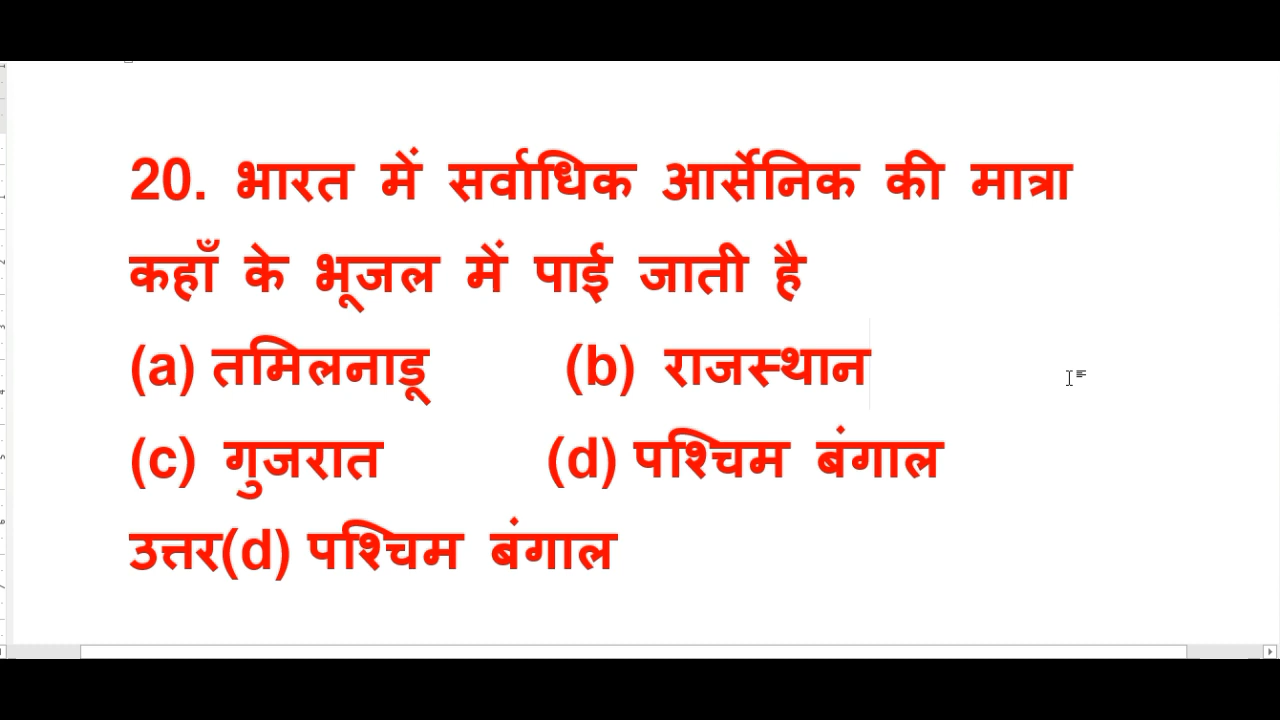 20. भारत में सर्वाधिक आर्सेनिक की मात्रा
कहाँ के भूजल में पाई जाती है
(a) तमिलनाडू (b) राजस्थान
(c) गुजरात (d) पश्चिम बंगाल
उत्तर(d) पश्चिम बंगाल